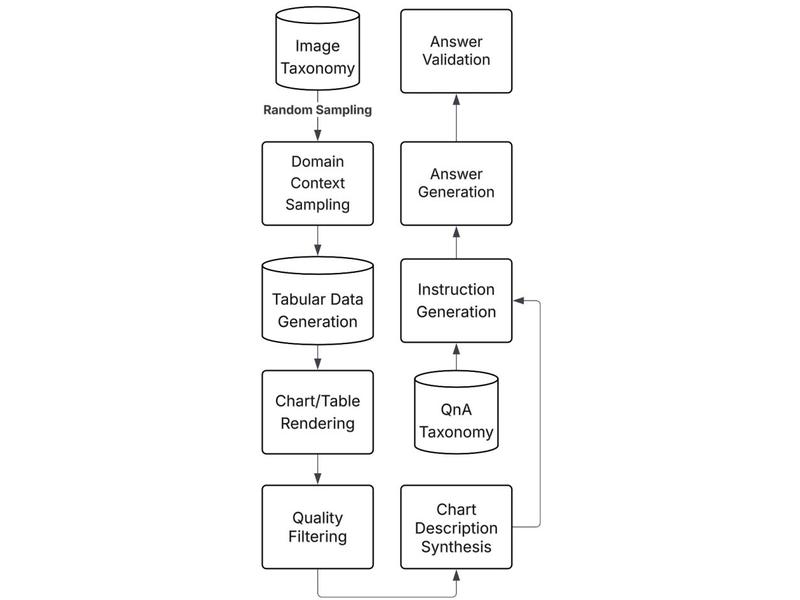 Image
Taxonomy
Random Sampling
Domain
Context
Sampling
Tabular Data
Generation
Chart/Table
Rendering
Quality
Filtering
Chart
Description
Synthesis
QnA
Taxonomy
Instruction
Generation
Answer
Generation
Answer
Validation